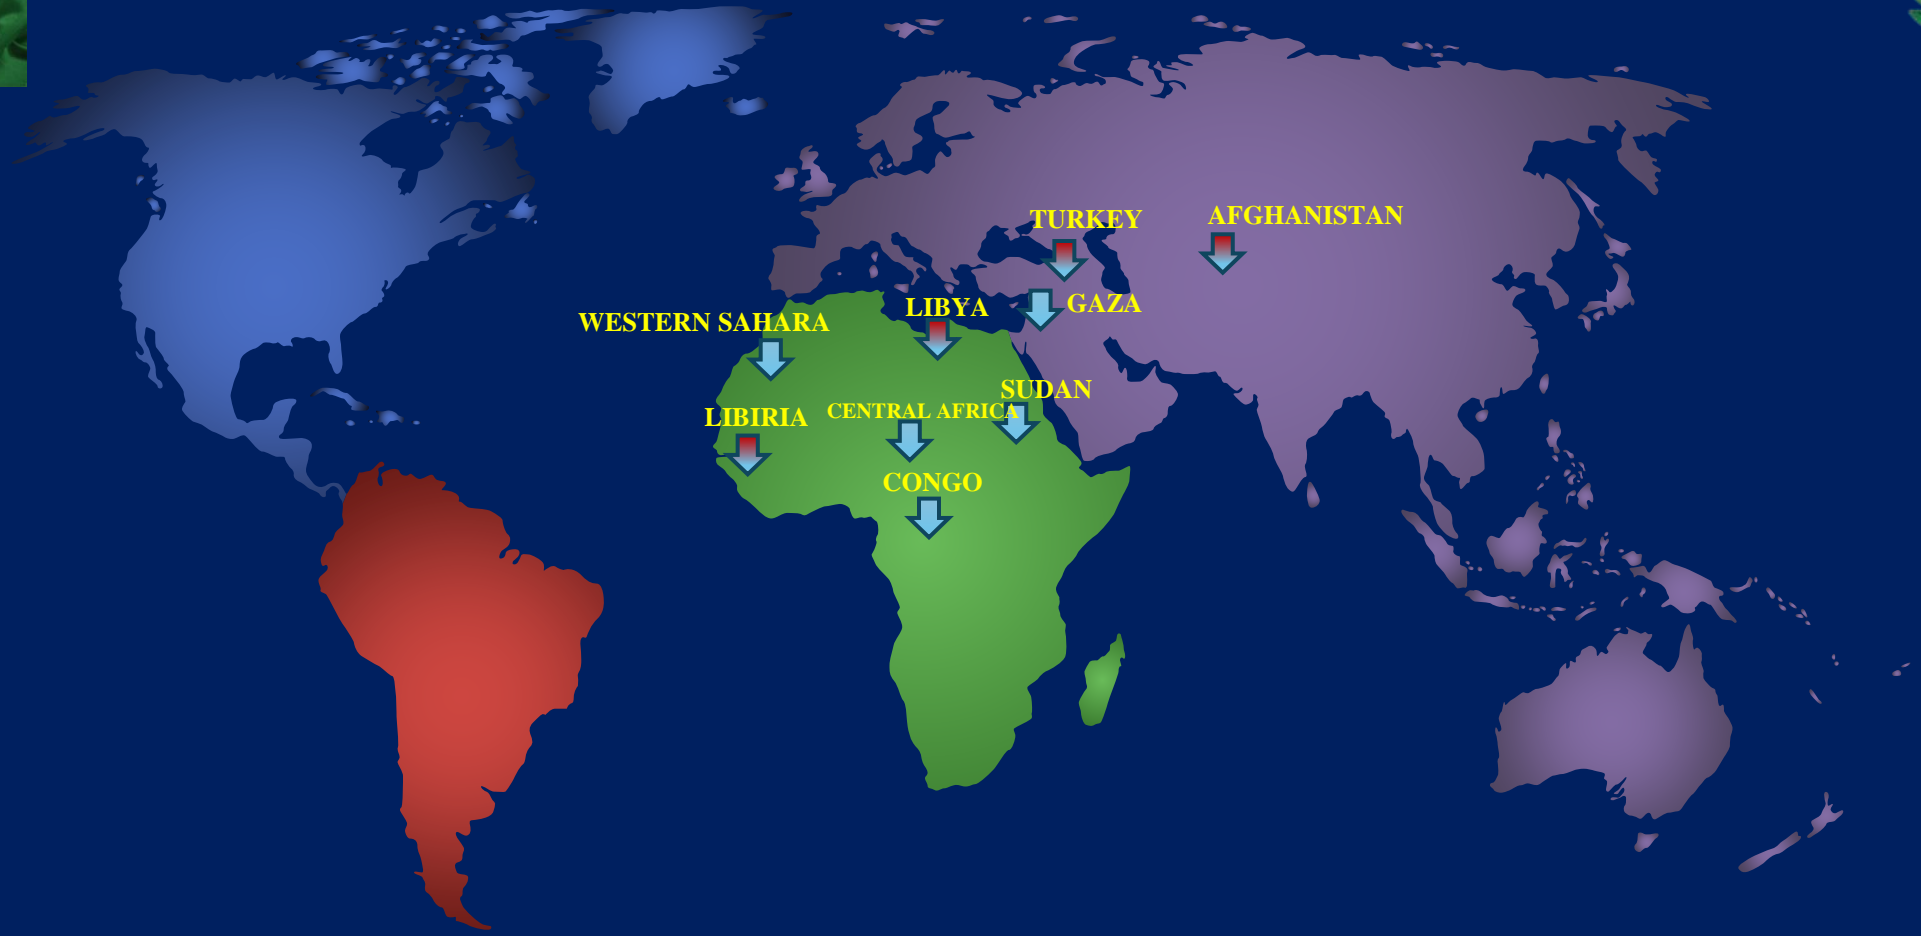 TURKEY
AFGHANISTAN
GAZA
LIBYA
WESTERN SAHARA
SUDAN
CENTRAL AFRICA
LIBIRIA
CONGO